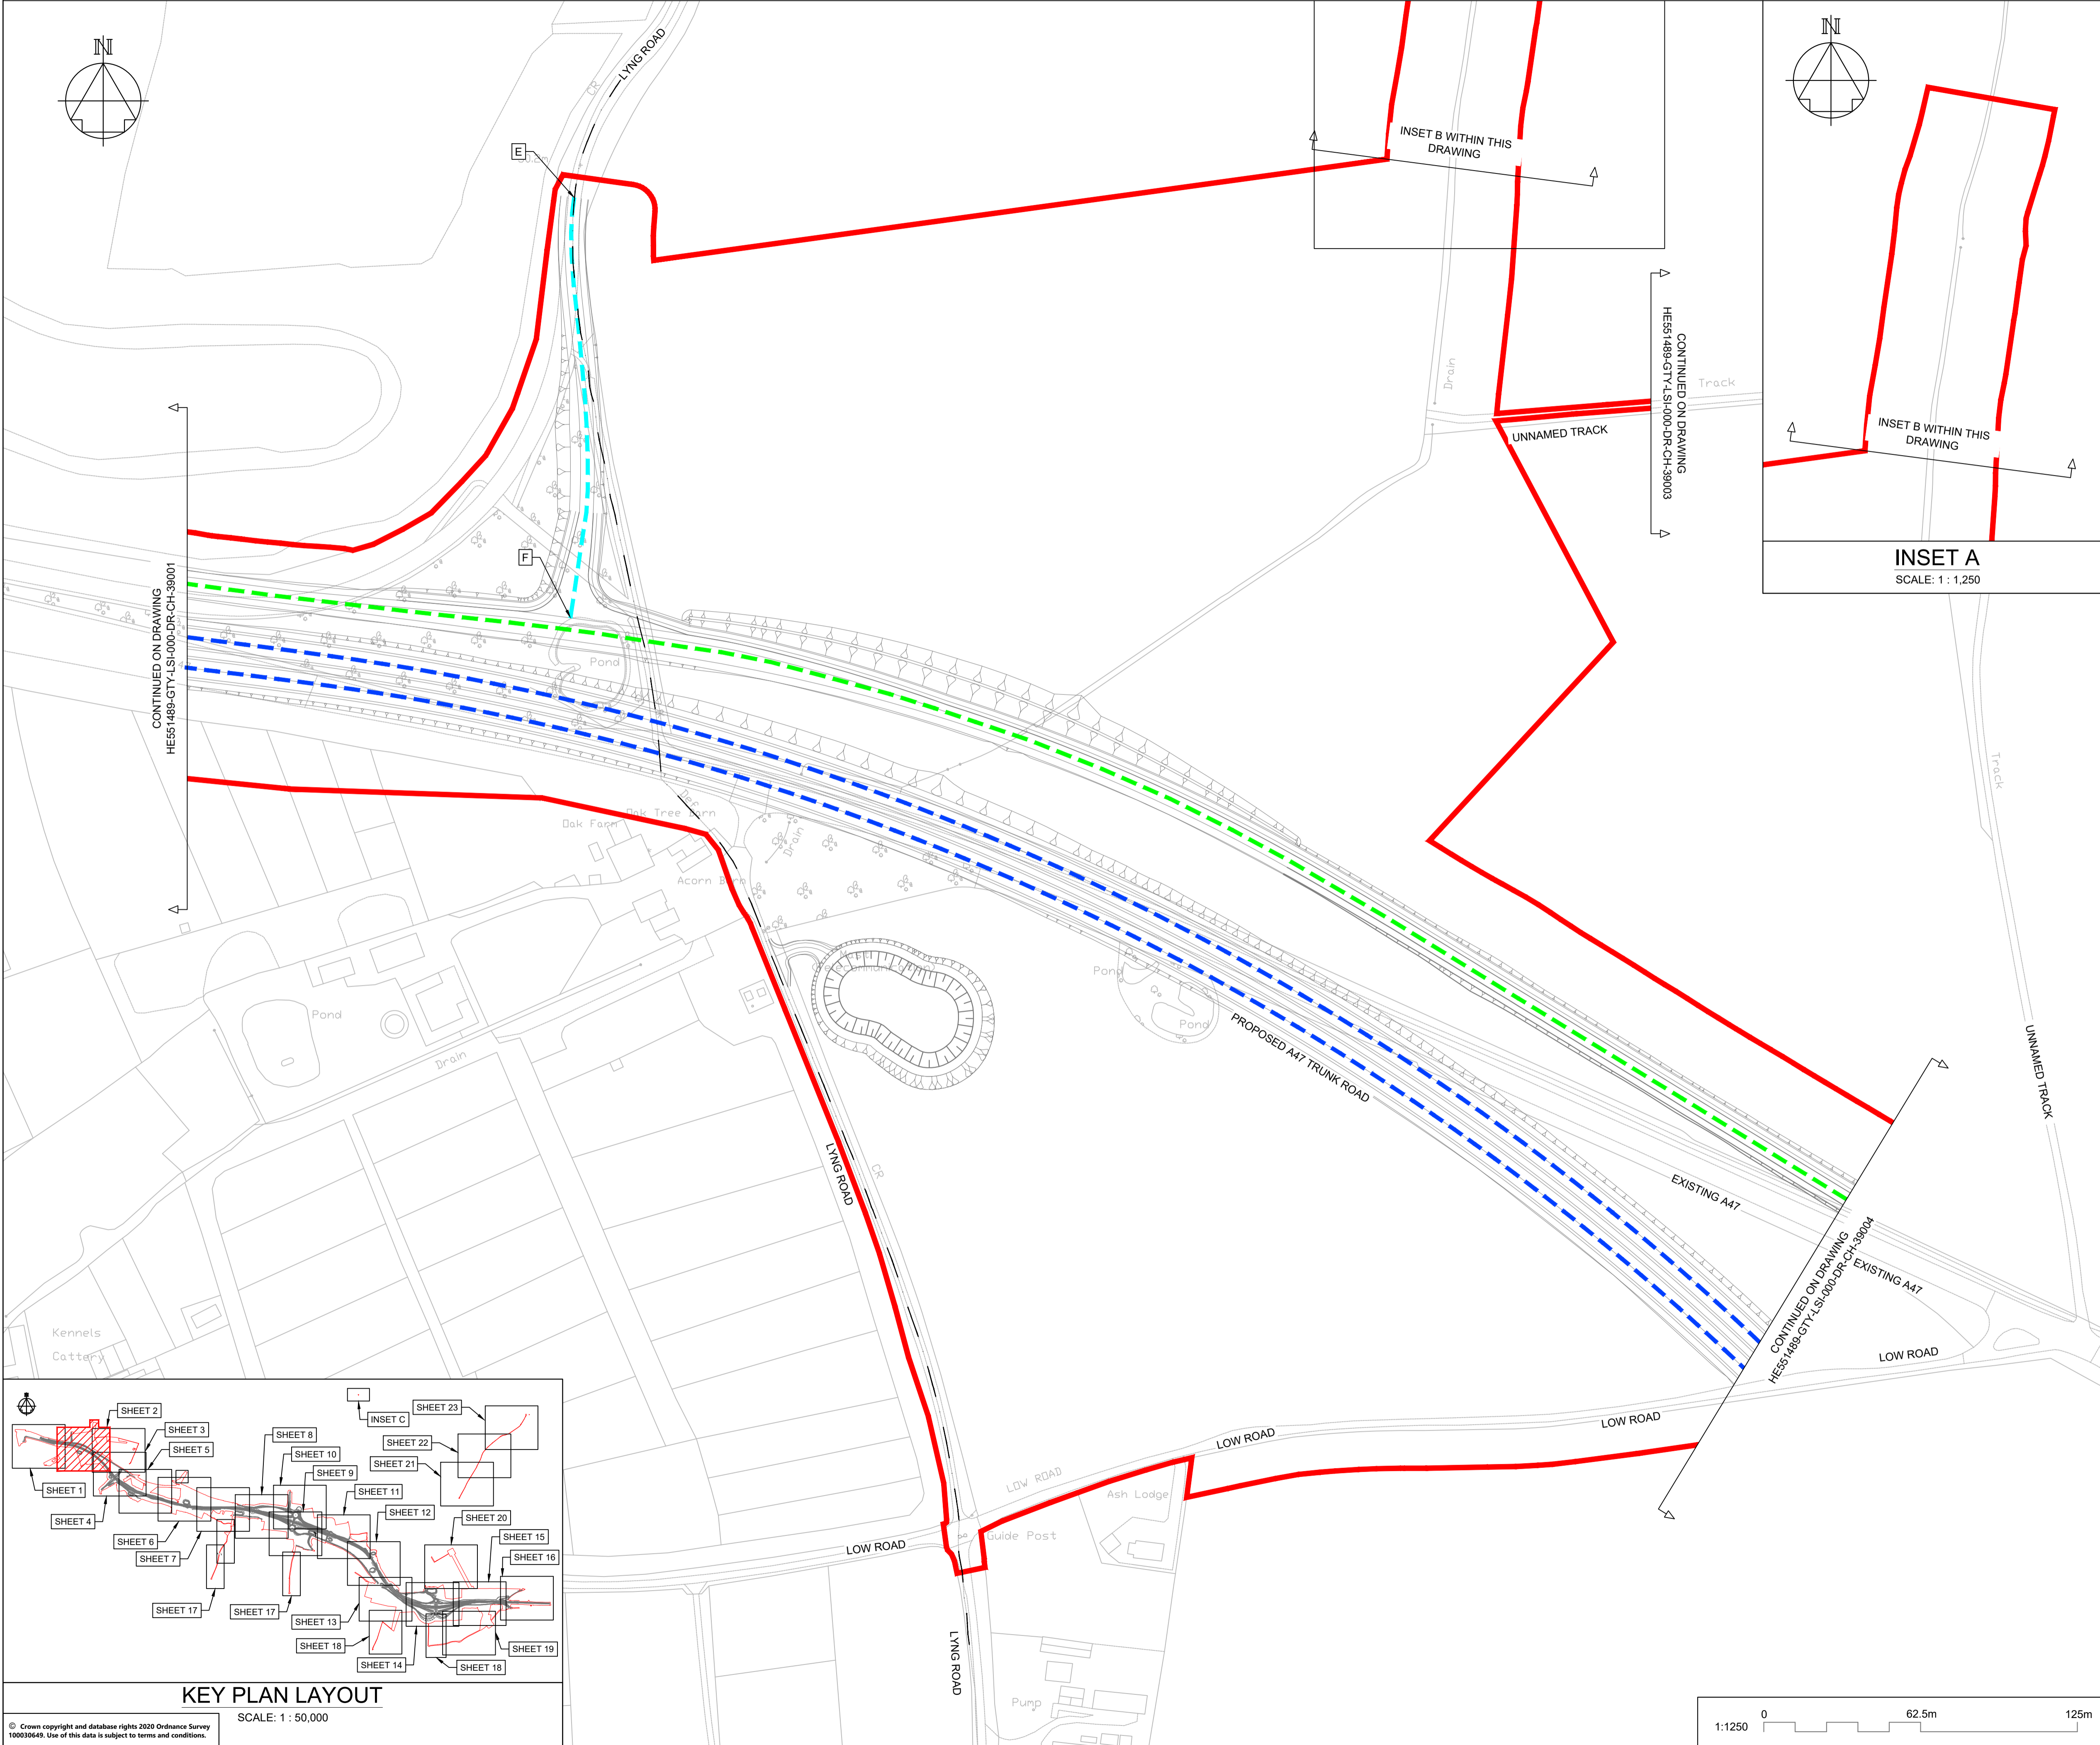 N
N
LYNG ROAD
CR
E
INSET B WITHIN THIS
DRAWING
INSET B WITHIN THIS
DRAWING
INSET A
SCALE: 1 : 1,250
CONTINUED ON DRAWING
HE551489-GTY-LSI-000-DR-CH-39003
Drain
Track
UNNAMED TRACK
CONTINUED ON DRAWING
HE551489-GTY-LSI-000-DR-CH-39001
F
Pond
Def
Oak Farm
Oak Tree Barn
Drain
Acorn Barn
Pond
Pond
Pond
Drain
Track
UNNAMED TRACK
PROPOSED A47 TRUNK ROAD
EXISTING A47
EXISTING A47
CONTINUED ON DRAWING
HE551489-GTY-LSI-000-DR-CH-39004
LYNG ROAD
CR
Kennels
Cattery
LOW ROAD
LOW ROAD
LOW ROAD
LOW ROAD
Ash Lodge
Guide Post
LOW ROAD
LYNG ROAD
Pump
SHEET 2
SHEET 3
SHEET 5
SHEET 1
SHEET 4
SHEET 6
SHEET 7
SHEET 8
SHEET 10
SHEET 9
SHEET 11
SHEET 12
INSET C
SHEET 23
SHEET 22
SHEET 21
SHEET 20
SHEET 15
SHEET 16
SHEET 17
SHEET 17
SHEET 13
SHEET 18
SHEET 14
SHEET 18
SHEET 19
KEY PLAN LAYOUT
SCALE: 1 : 50,000
© Crown copyright and database rights 2020 Ordnance Survey
100030649. Use of this data is subject to terms and conditions.
1:1250
0
62.5m
125m